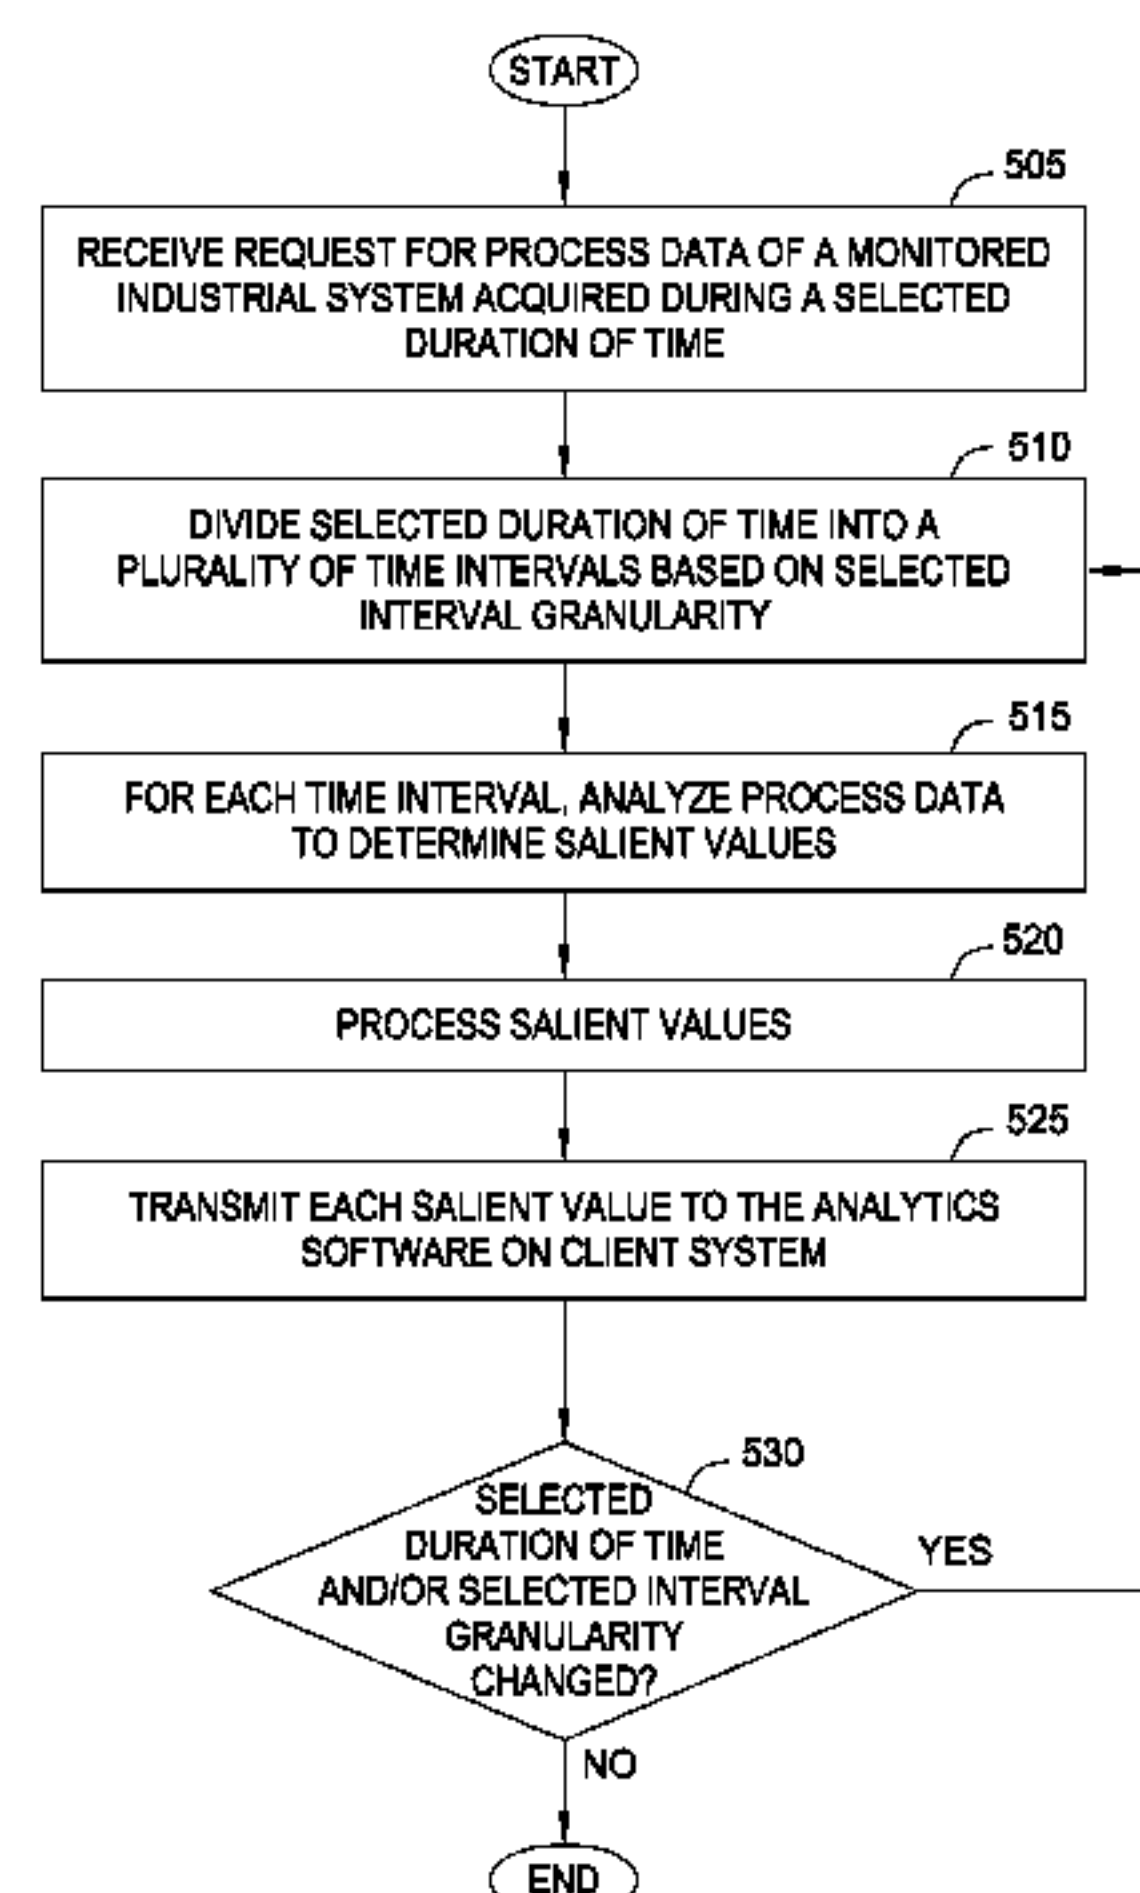 START
505
RECEIVE REQUEST FOR PROCESS DATA OF A MONITORED
INDUSTRIAL SYSTEM ACQUIRED DURING A SELECTED
DURATION OF TIME
510
DIVIDE SELECTED DURATION OF TIME INTO A
PLURALITY OF TIME INTERVALS BASED ON SELECTED
INTERVAL GRANULARITY
515
FOR EACH TIME INTERVAL, ANALYZE PROCESS DATA
TO DETERMINE SALIENT VALUES
520
PROCESS SALIENT VALUES
525
TRANSMIT EACH SALIENT VALUE TO THE ANALYTICS
SOFTWARE ON CLIENT SYSTEM
530
SELECTED
DURATION OF TIME
AND/OR SELECTED INTERVAL
GRANULARITY
CHANGED?
YES
NO
END